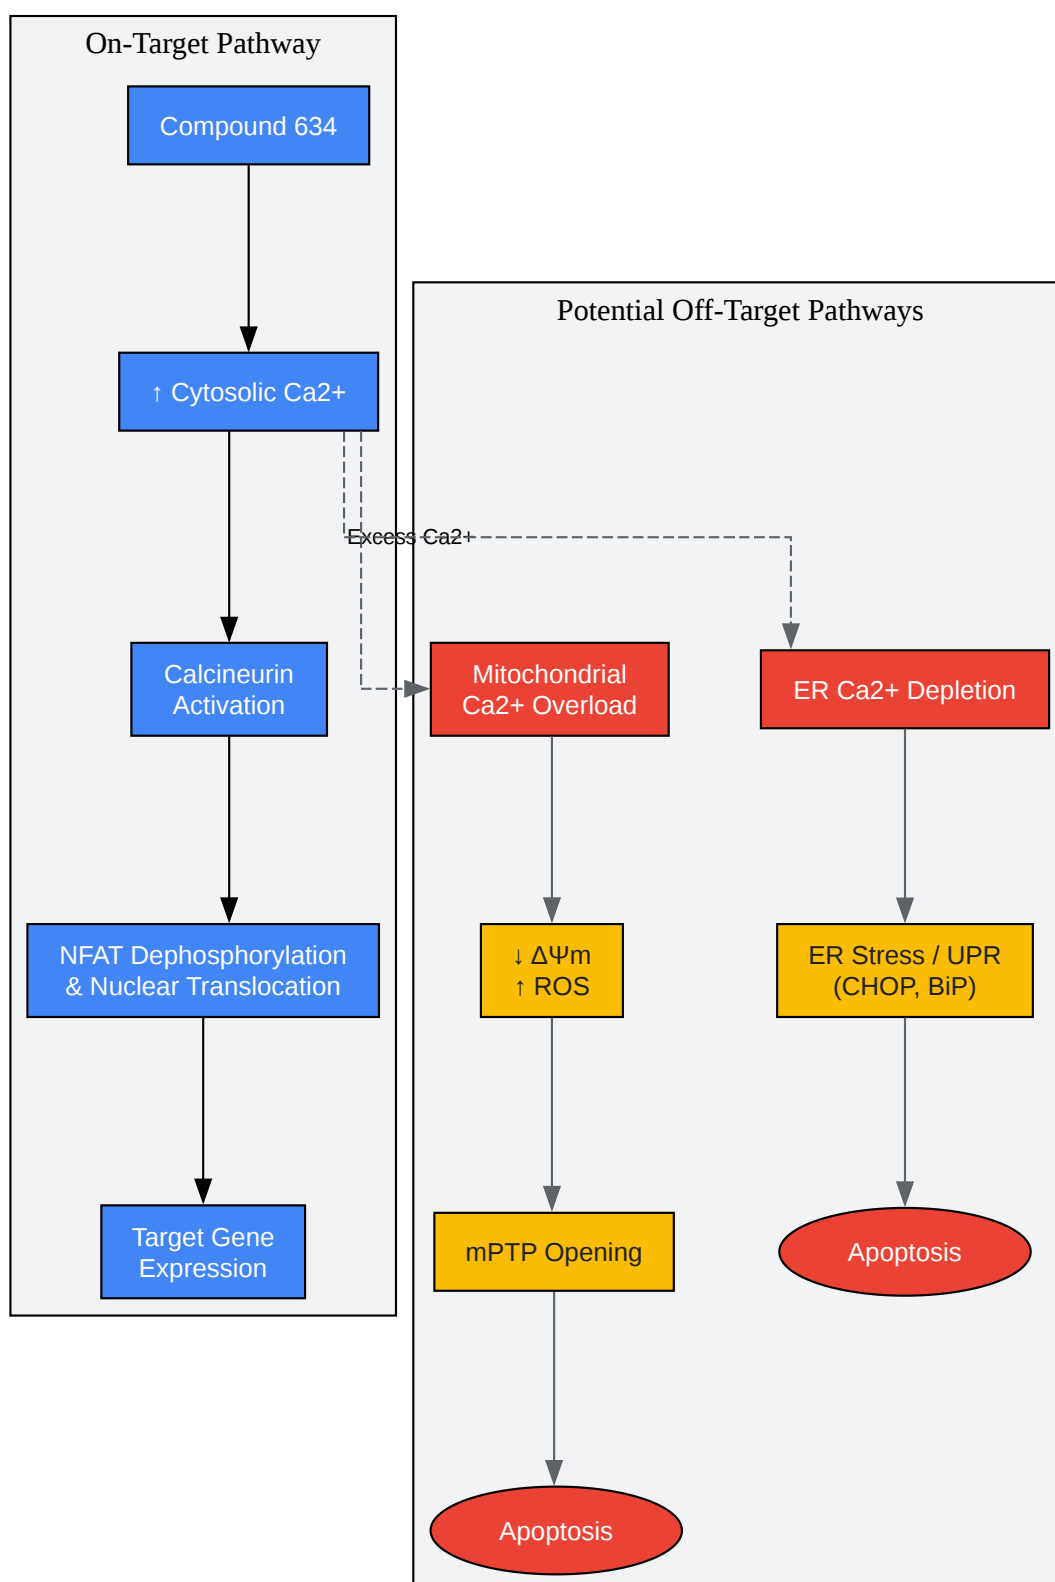 On-Target Pathway
Compound 634
↑ Cytosolic Ca2+
Calcineurin
Activation
NFAT Dephosphorylation
& Nuclear Translocation
Target Gene
Expression
Potential Off-Target Pathways
Excess Ca2+
Mitochondrial
Ca2+ Overload
↓ ΔΨm
↑ ROS
mPTP Opening
Apoptosis
ER Ca2+ Depletion
ER Stress / UPR
(CHOP, BiP)
Apoptosis